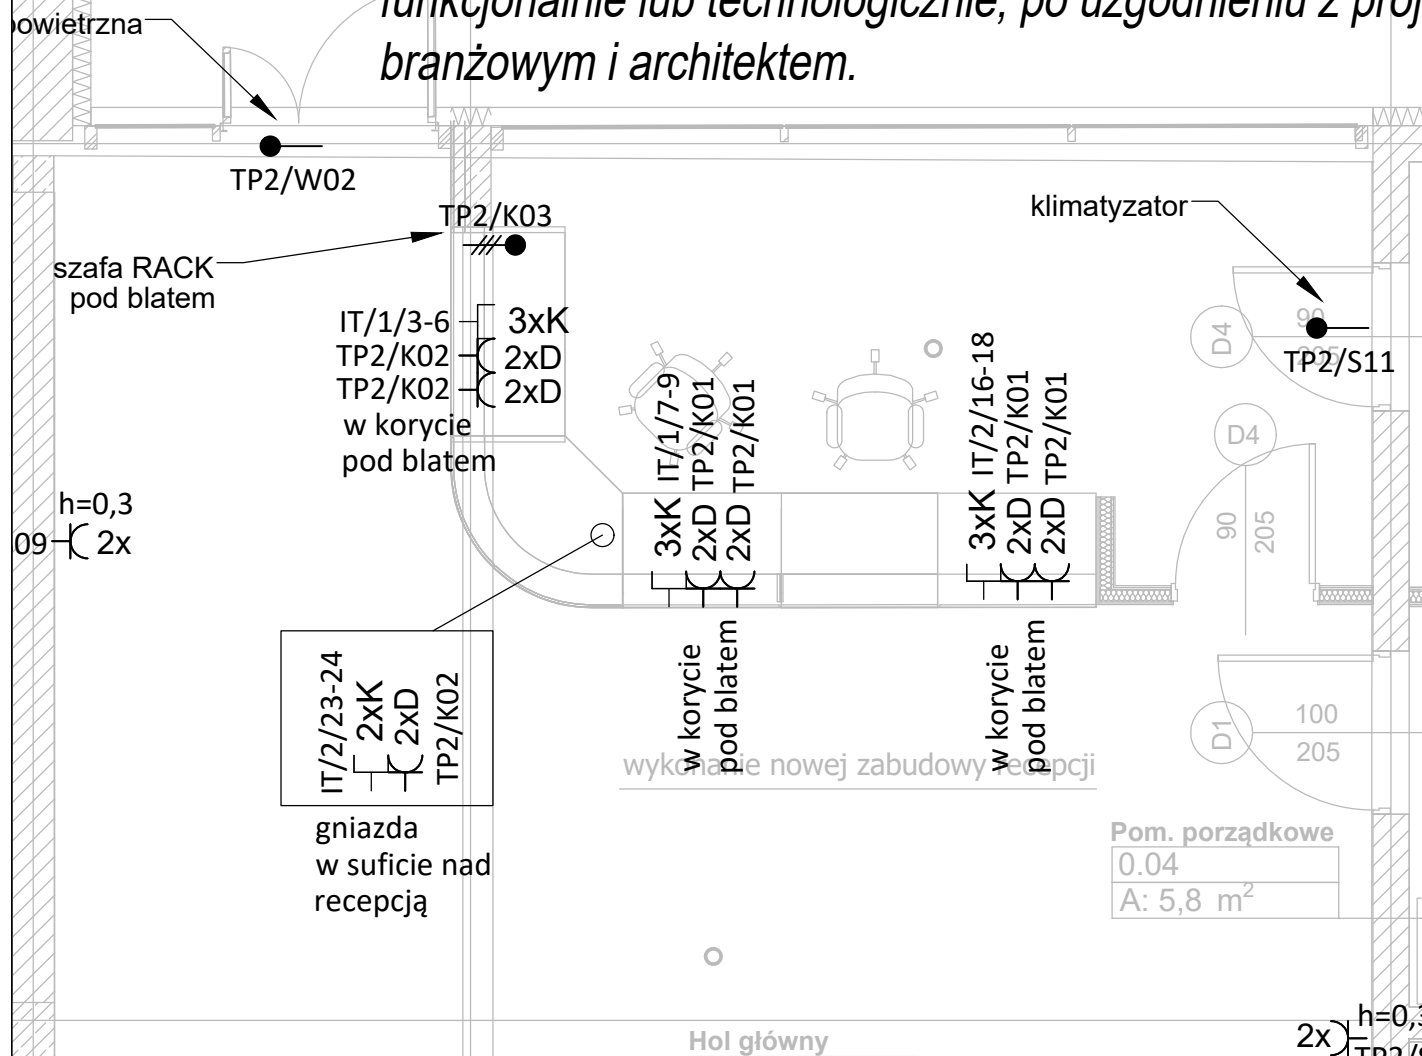 funkcjonalnie lub technologicznie, po uzgodnieniu z
branżowym i architektem.
TP2/W02
TP2/K03
szafa RACK
pod blatem
IT/1/3-6 3xK
TP2/K02 2xD
TP2/K02 2xD
w korycie
pod blatem
klimatyzator
D4
90
205
TP2/S11
3xK IT/1/7-9
2xD TP2/K01
2xD TP2/K01
w korycie
pod blatem
3xK IT/2/16-18
2xD TP2/K01
2xD TP2/K01
w korycie
pod blatem
D4
90
205
h=0,3
09 2x
IT/2/23-24
2xK
2xD
TP2/K02
gniazda
w suficie nad
recepcją
wykonanie nowej zabudowy recepcji
D1
100
205
Pom. porządkowe
0.04
A: 5,8 m²
Hol główny
2x